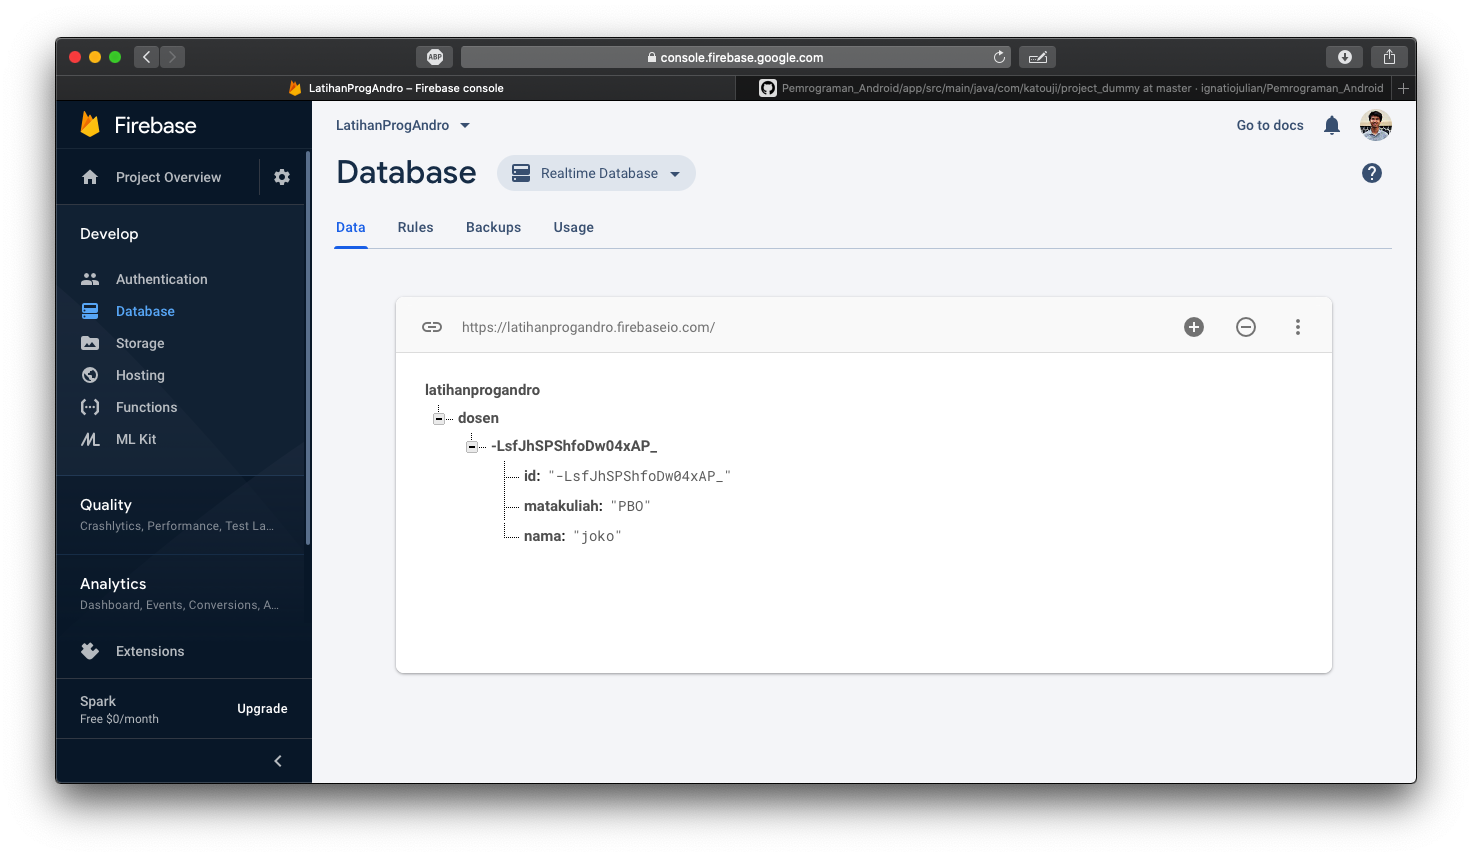 ABP
console.firebase.google.com
LatihanProgAndro – Firebase console
Pemrograman_Android/app/src/main/java/com/katouji/project_dummy at master · ignatiojulian/Pemrograman_Android
Firebase
LatihanProgAndro
Go to docs
Project Overview
Database
Realtime Database
?
Data
Rules
Backups
Usage
Develop
Authentication
Database
Storage
Hosting
Functions
ML Kit
Quality
Crashlytics, Performance, Test La...
Analytics
Dashboard, Events, Conversions, A...
Extensions
Spark
Free $0/month
Upgrade
https://latihanprogandro.firebaseio.com/
latihanprogandro
dosen
-LsfJhSPShfoDw04xAP_
id: "-LsfJhSPShfoDw04xAP_"
matakuliah: "PBO"
nama: "joko"